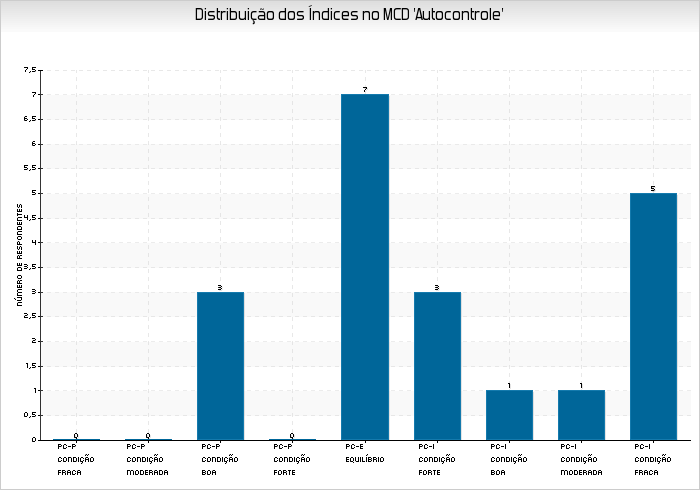 Distribuição dos Índices no MCD 'Autocontrole'
7,5
7
6,5
6
5,5
5
4,5
4
3,5
3
2,5
2
1,5
1
0,5
0
NÚMERO DE RESPONDENTES
0
0
3
0
7
3
1
1
5
PC-P
CONDIÇÃO
FRACA
PC-P
CONDIÇÃO
MODERADA
PC-P
CONDIÇÃO
BOA
PC-P
CONDIÇÃO
FORTE
PC-E
EQUILÍBRIO
PC-I
CONDIÇÃO
FORTE
PC-I
CONDIÇÃO
BOA
PC-I
CONDIÇÃO
MODERADA
PC-I
CONDIÇÃO
FRACA